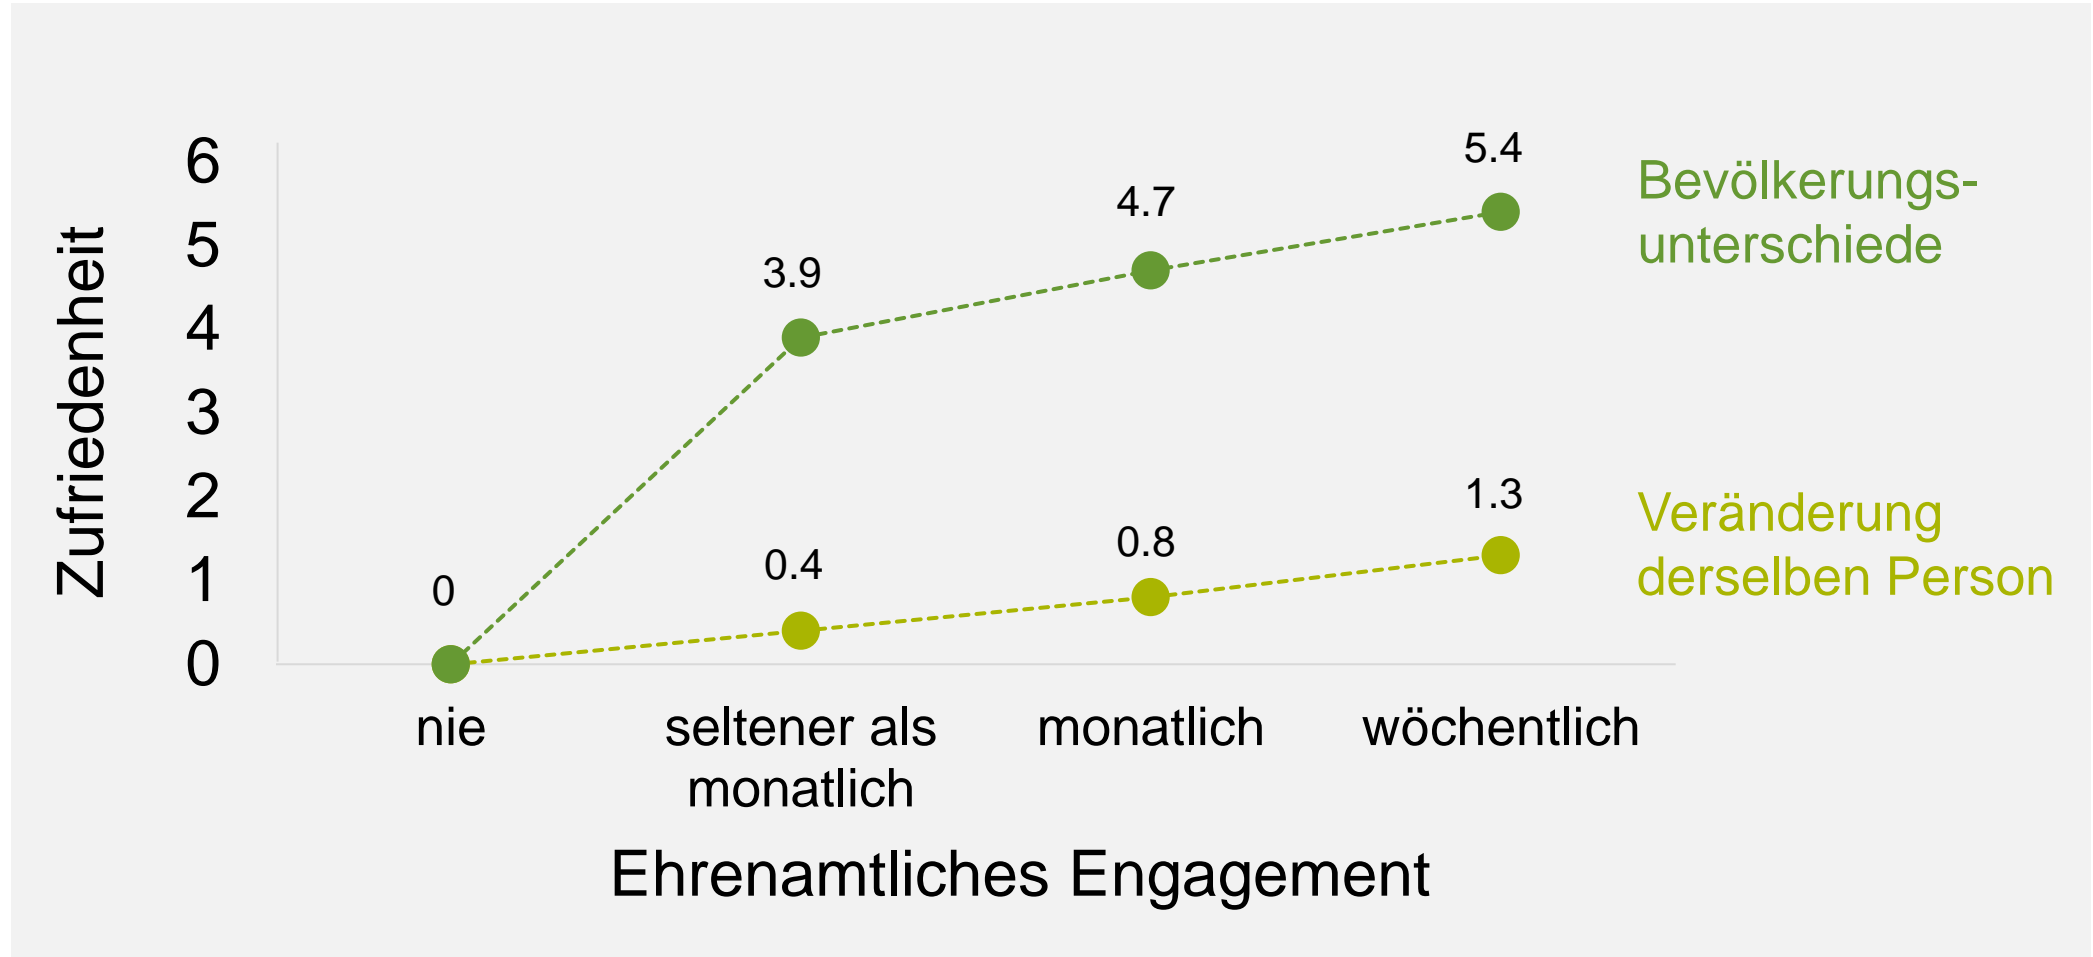 Zufriedenheit
6
5
4
3
2
1
0
0
3.9
4.7
5.4
0.4
0.8
1.3
Bevölkerungs-
unterschiede
Veränderung
derselben Person
nie
seltener als
monatlich
monatlich
wöchentlich
Ehrenamtliches Engagement